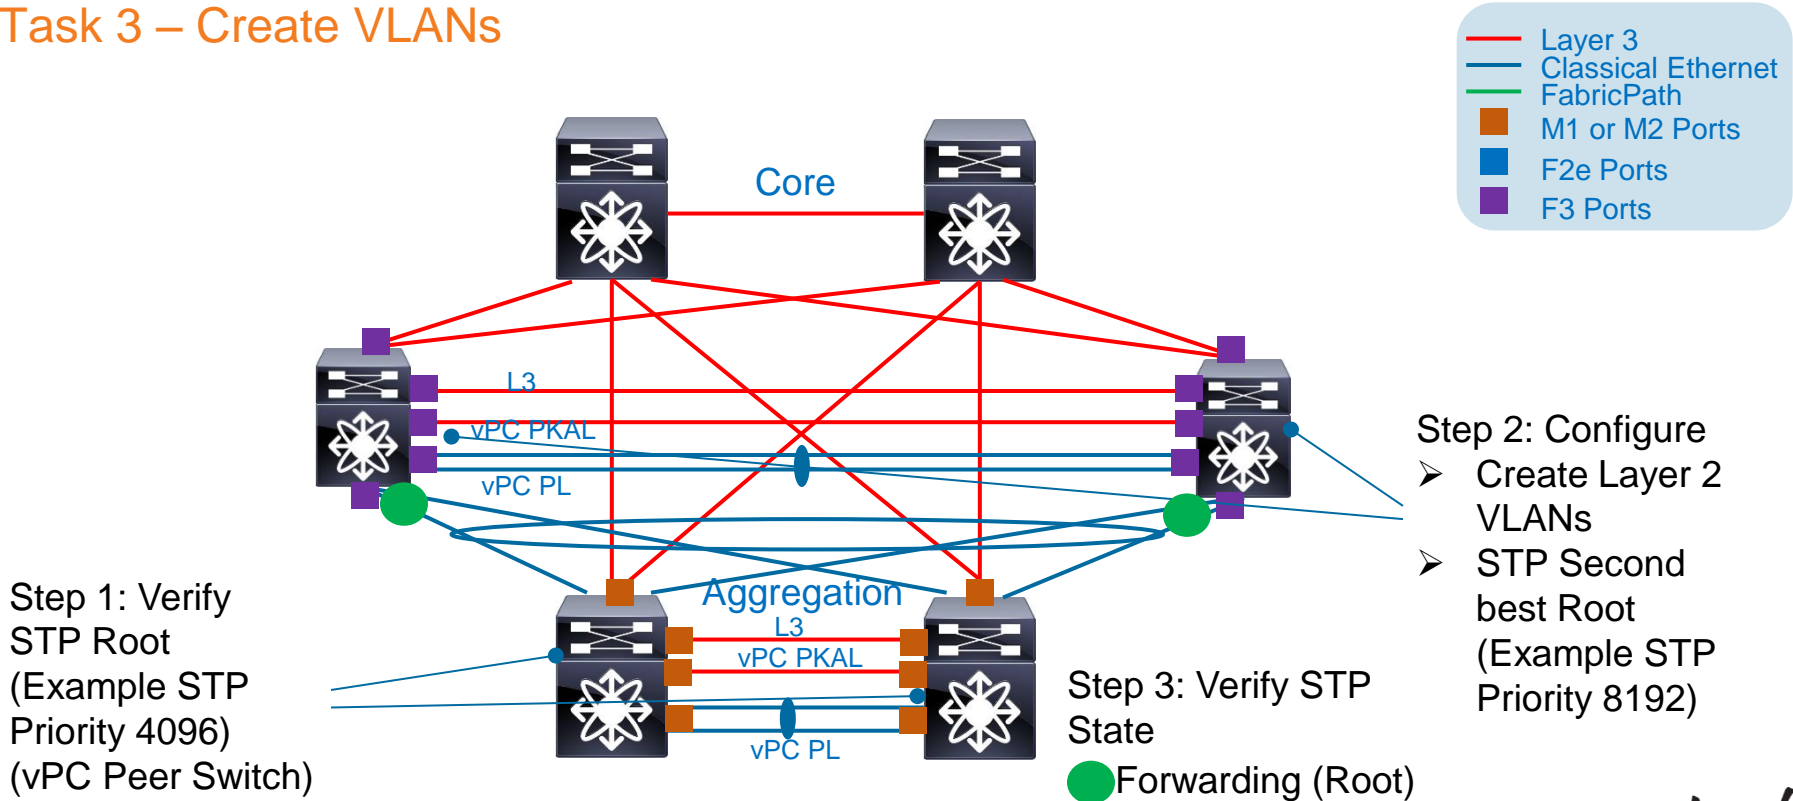 Task 3 – Create VLANs
Layer 3
Classical Ethernet
FabricPath
M1 or M2 Ports
F2e Ports
F3 Ports
Core
L3
vPC PKAL
vPC PL
Step 2: Configure
➢ Create Layer 2
VLANs
➢ STP Second
best Root
(Example STP
Priority 8192)
Aggregation
L3
vPC PKAL
vPC PL
Step 1: Verify
STP Root
(Example STP
Priority 4096)
(vPC Peer Switch)
Step 3: Verify STP
State
Forwarding (Root)